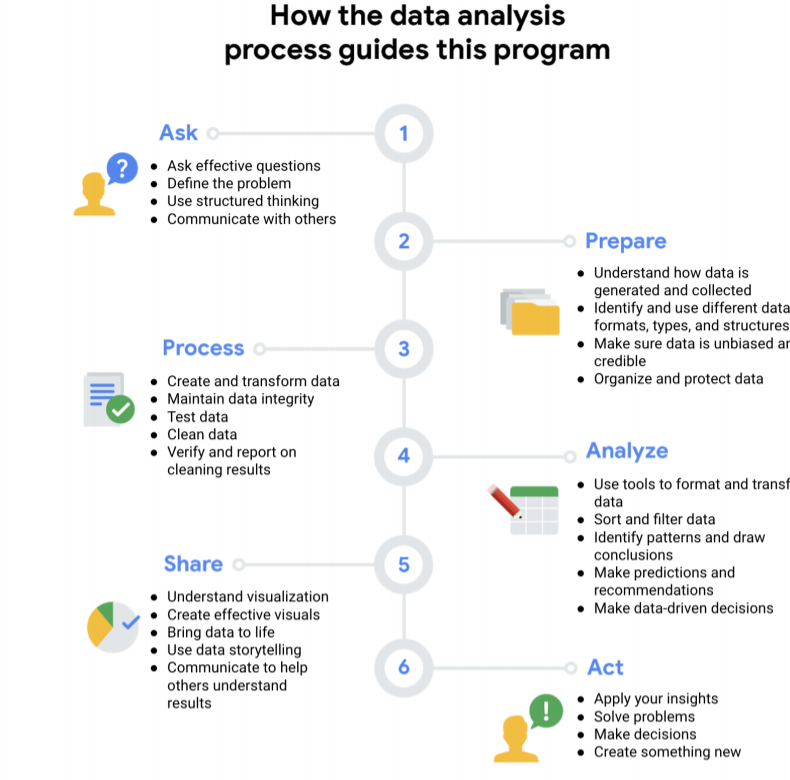 How the data analysis
process guides this program
Ask
1
?
• Ask effective questions
• Define the problem
• Use structured thinking
• Communicate with others
2
Prepare
• Understand how data is
generated and collected
• Identify and use different data
formats, types, and structures
• Make sure data is unbiased
credible
• Organize and protect data
Process
3
• Create and transform data
• Maintain data integrity
• Test data
• Clean data
• Verify and report on
cleaning results
4
Analyze
• Use tools to format and
data
• Sort and filter data
• Identify patterns and draw
conclusions
• Make predictions and
recommendations
• Make data-driven decisions
Share
5
• Understand visualization
• Create effective visuals
• Bring data to life
• Use data storytelling
• Communicate to help
others understand
results
6
Act
!
• Apply your insights
• Solve problems
• Make decisions
• Create something new